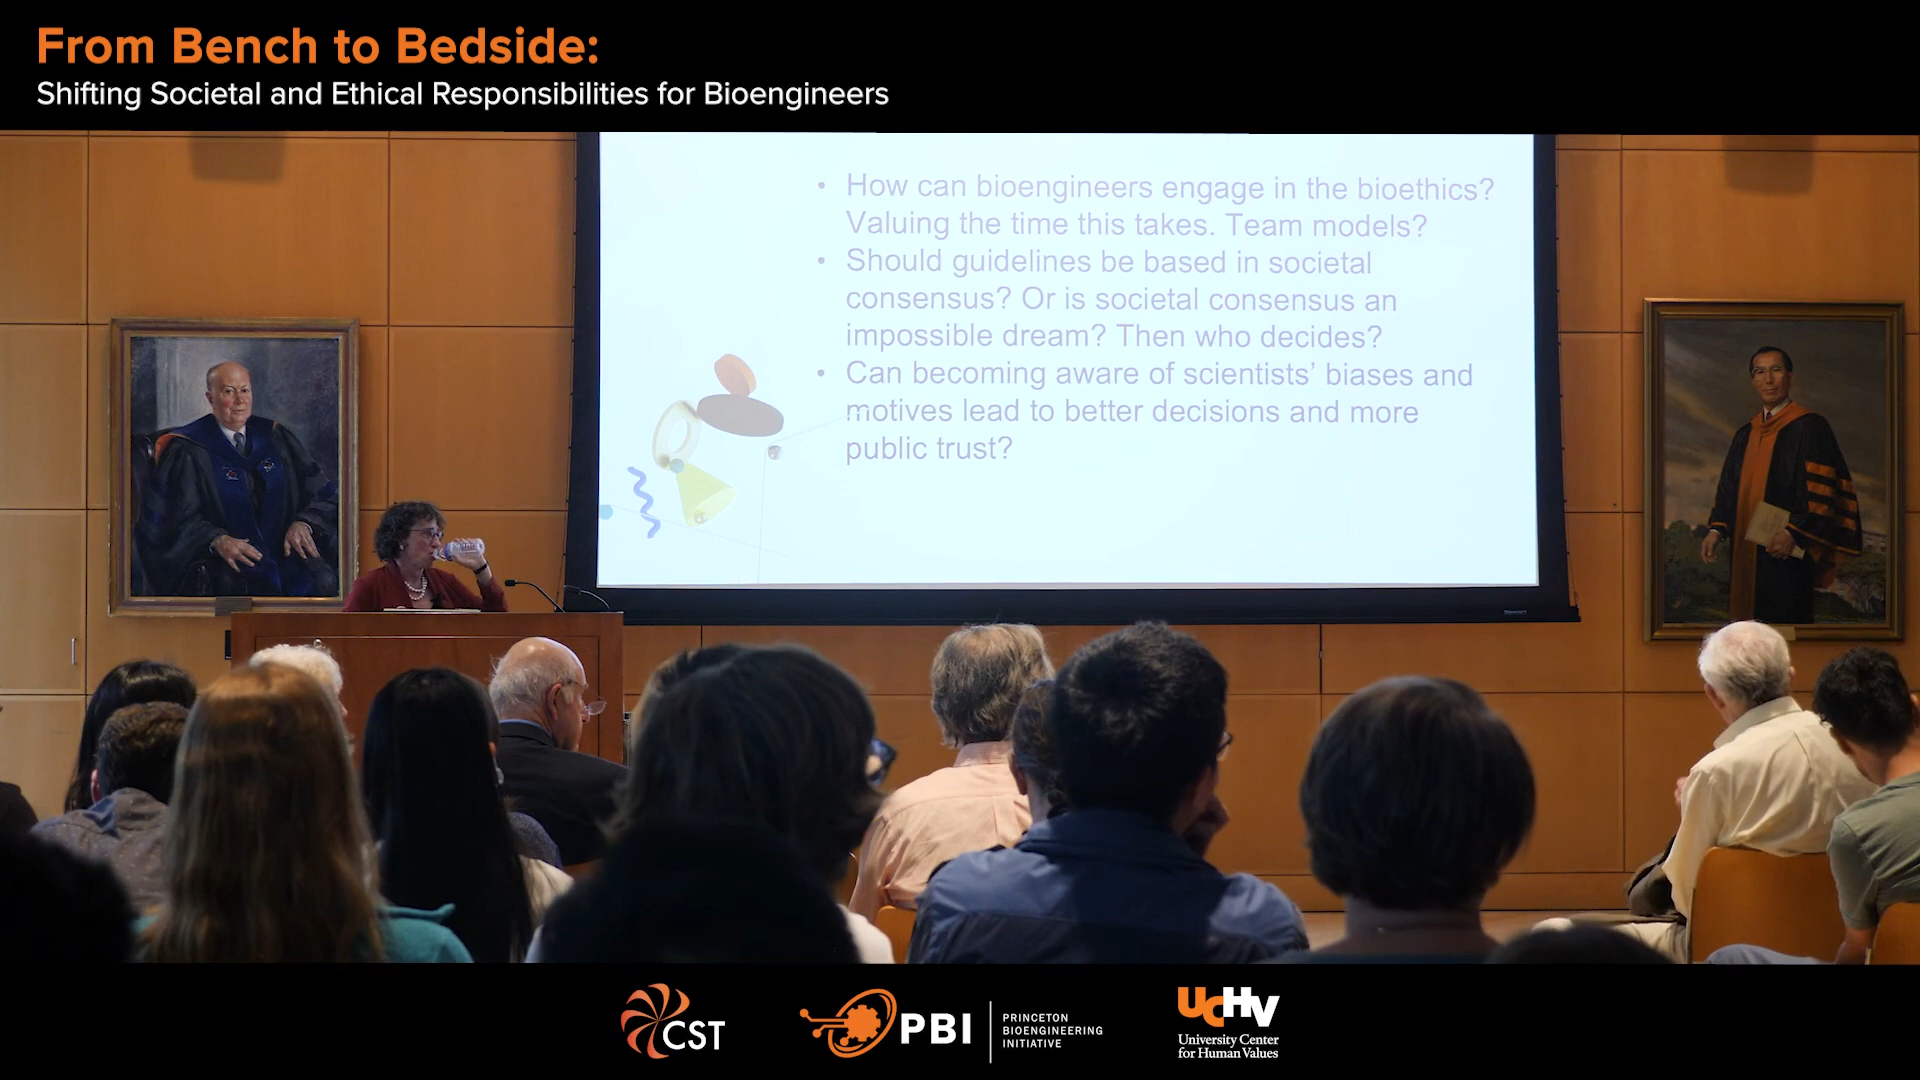 From Bench to Bedside:
Shifting Societal and Ethical Responsibilities for Bioengineers
• How can bioengineers engage in the bioethics?
Valuing the time this takes. Team models?
• Should guidelines be based in societal
consensus? Or is societal consensus an
impossible dream? Then who decides?
• Can becoming aware of scientists’ biases and
motives lead to better decisions and more
public trust?
CST
PBI
PRINCETON
BIOENGINEERING
INITIATIVE
UCHV
University Center
for Human Values